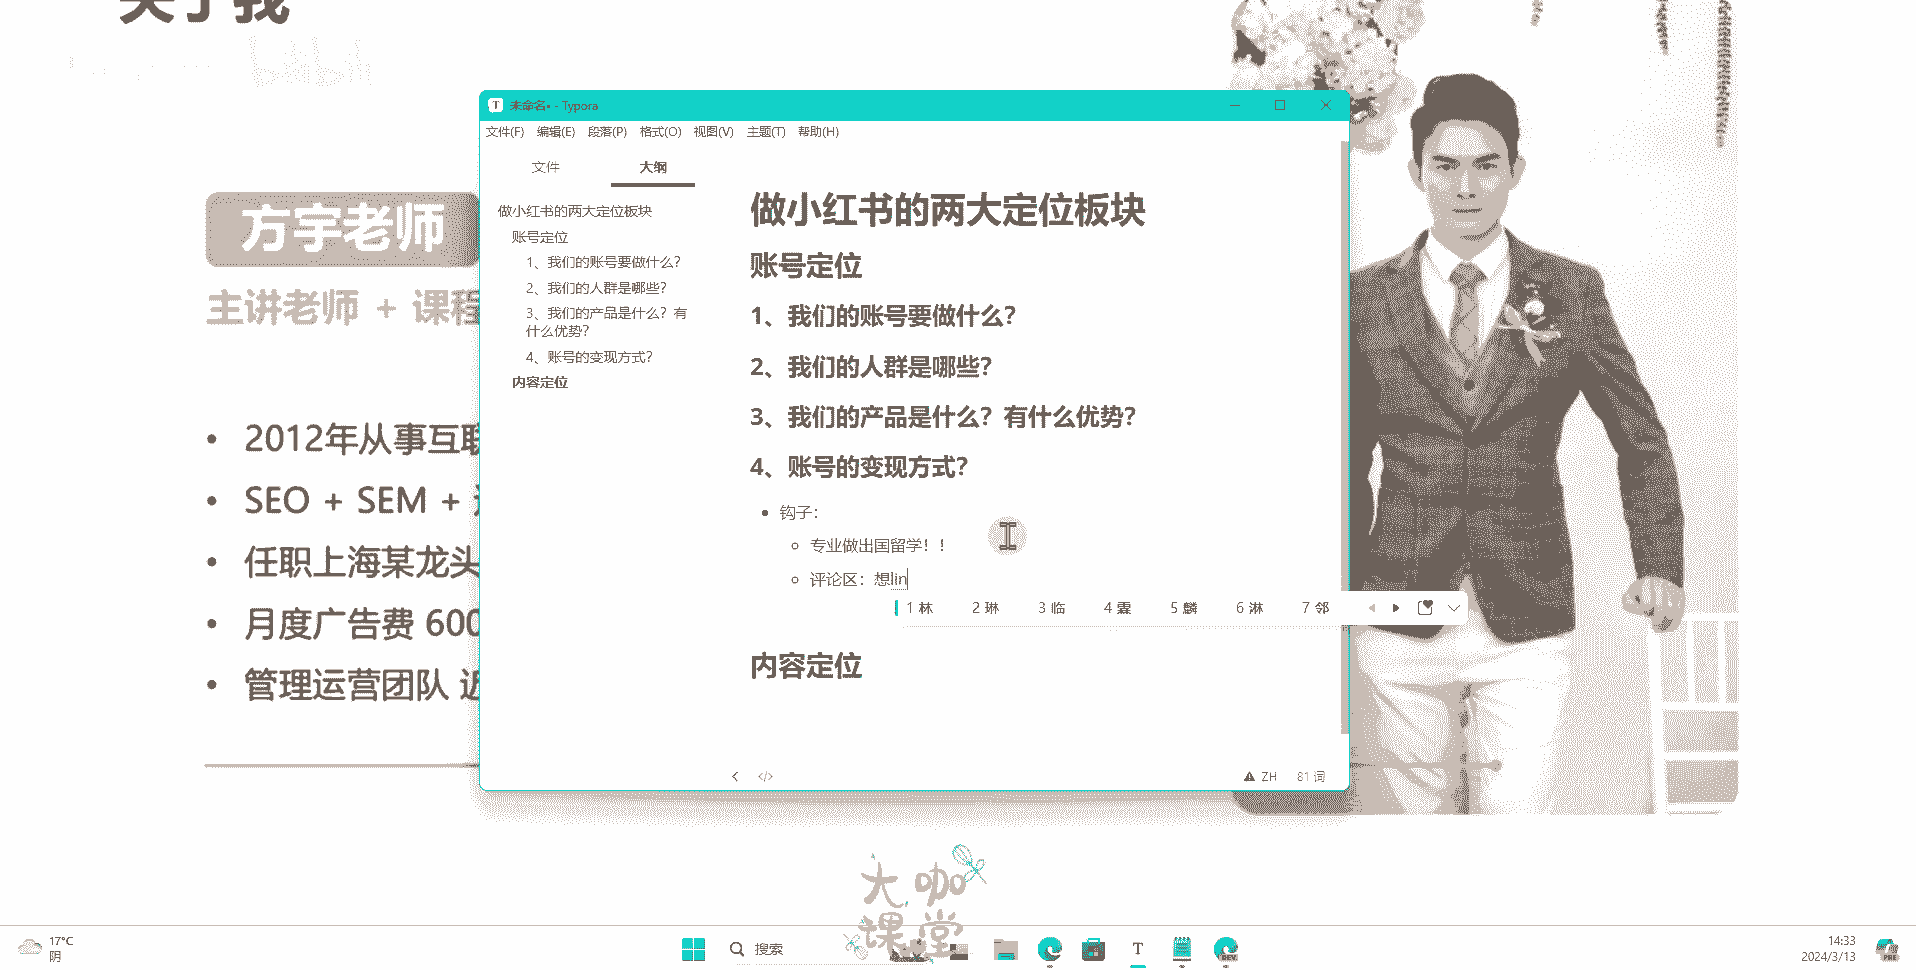 关于我
bilibili
方宇老师
主讲老师 + 课程
• 2012年从事互联
• SEO + SEM +
• 任职上海某龙头
• 月度广告费 600
• 管理运营团队 近
未命名• - Typora
文件(F) 编辑(E) 段落(P) 格式(O) 视图(V) 主题(T) 帮助(H)
文件 大纲
做小红书的两大定位板块
账号定位
1、我们的账号要做什么？
2、我们的人群是哪些？
3、我们的产品是什么？有
什么优势？
4、账号的变现方式？
内容定位
做小红书的两大定位板块
账号定位
1、我们的账号要做什么？
2、我们的人群是哪些？
3、我们的产品是什么？有什么优势？
4、账号的变现方式？
• 钩子：
○ 专业做出国留学！！
○ 评论区：想lin
1 林 2 琳 3 临 4 霖 5 麟 6 淋 7 邻
内容定位
</> ZH 81 词
大咖
课堂
17°C
阴
搜索
T
DEV
14:33
2024/3/13
PRE